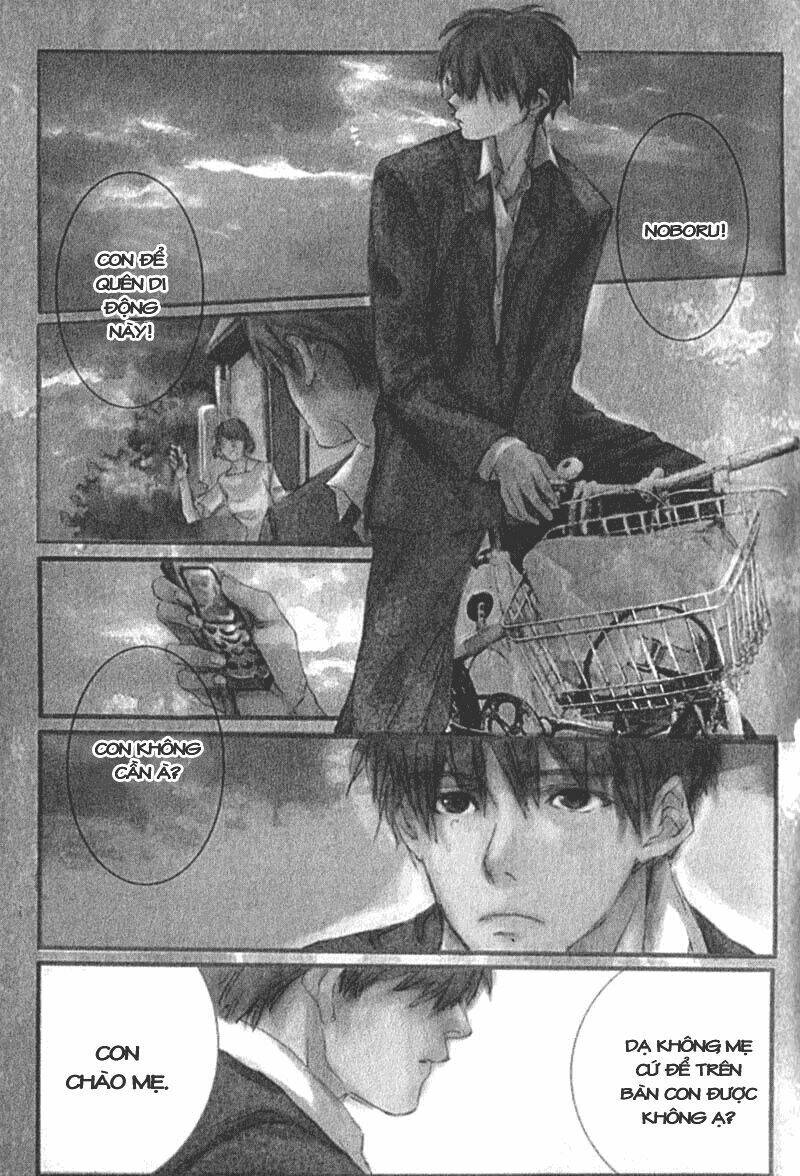 NOBORU!
CON ĐỂ
QUÊN DI
ĐỘNG
NÀY!
CON KHÔNG
CẦN À?
DẠ KHÔNG, MẸ
CỨ ĐỂ TRÊN
BÀN CON ĐƯỢC
KHÔNG Ạ?
CON
CHÀO MẸ.